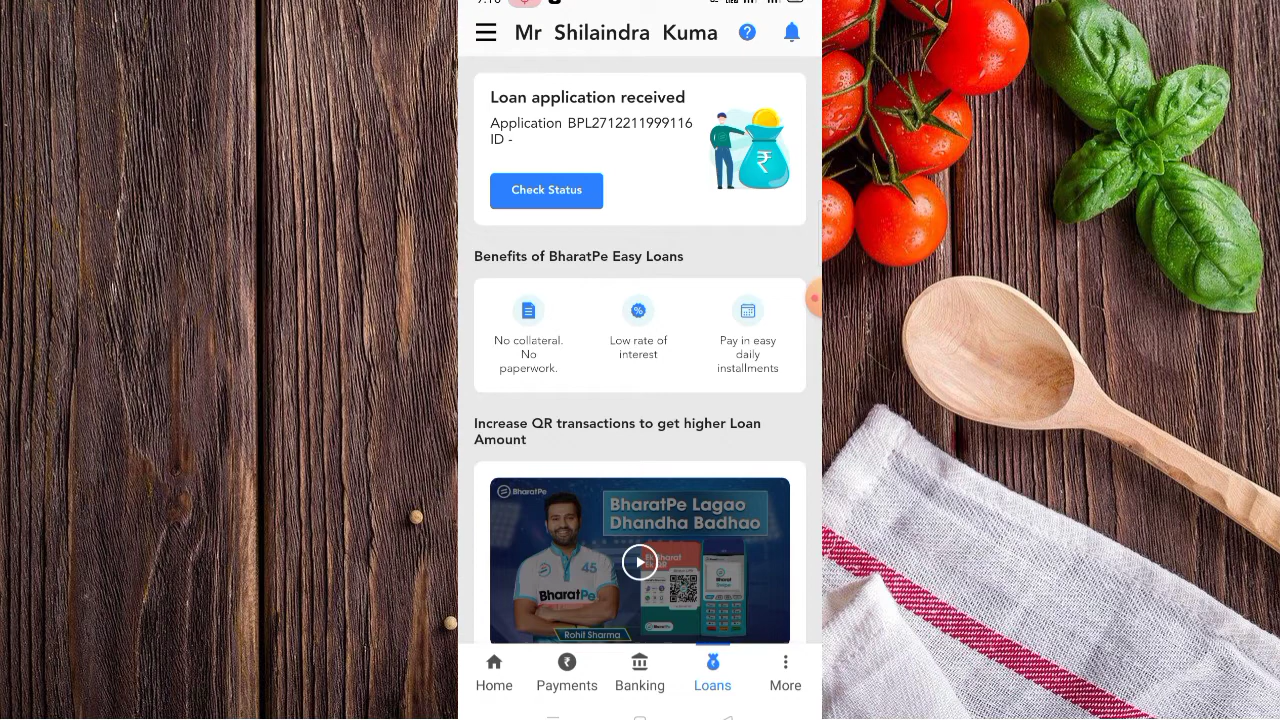 Mr Shilaindra Kuma
Loan application received
Application BPL2712211999116
ID -
Check Status
Benefits of BharatPe Easy Loans
No collateral.
No
paperwork.
Low rate of
interest
Pay in easy
daily
installments
Increase QR transactions to get higher Loan
Amount
BharatPe
BharatPe Lagao
Dhandha Badhao
BharatPe
Rohit Sharma
Home Payments Banking Loans More